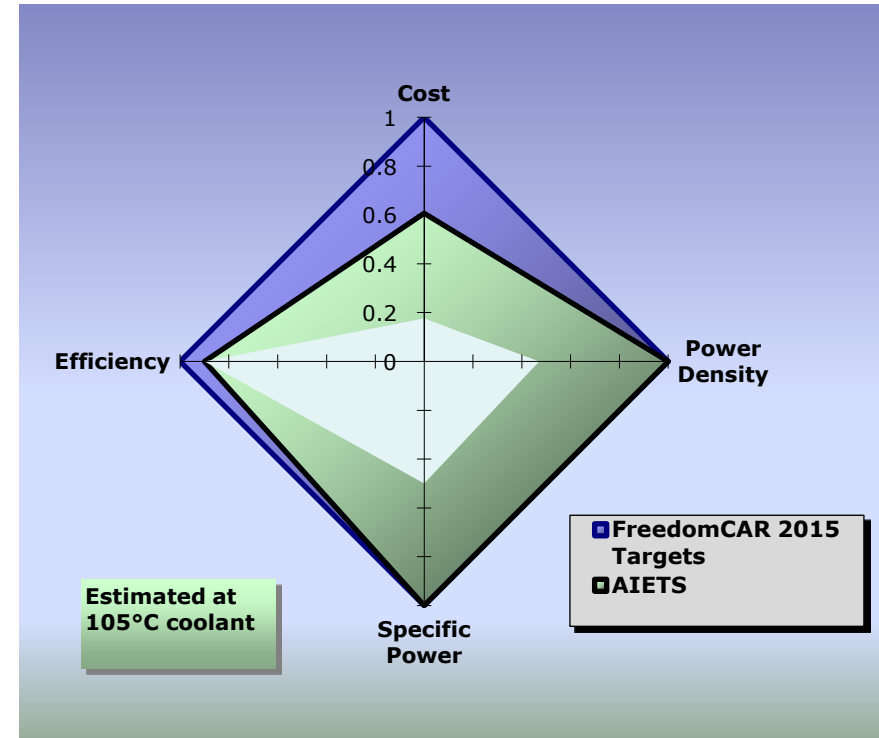 Cost
1
0.8
0.6
0.4
0.2
0
Efficiency
Power
Density
FreedomCAR 2015
Targets
AIETS
Estimated at
105°C coolant
Specific
Power